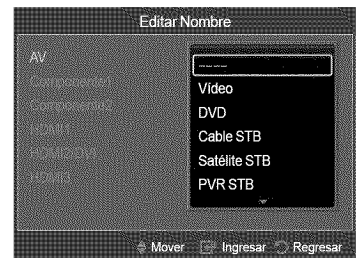 Editar Nombre
AV
Componente1
Componente2
HDMI1
HDMI2/DVI
HDMI3
----
Vídeo
DVD
Cable STB
Satélite STB
PVR STB
Mover Ingresar Regresar